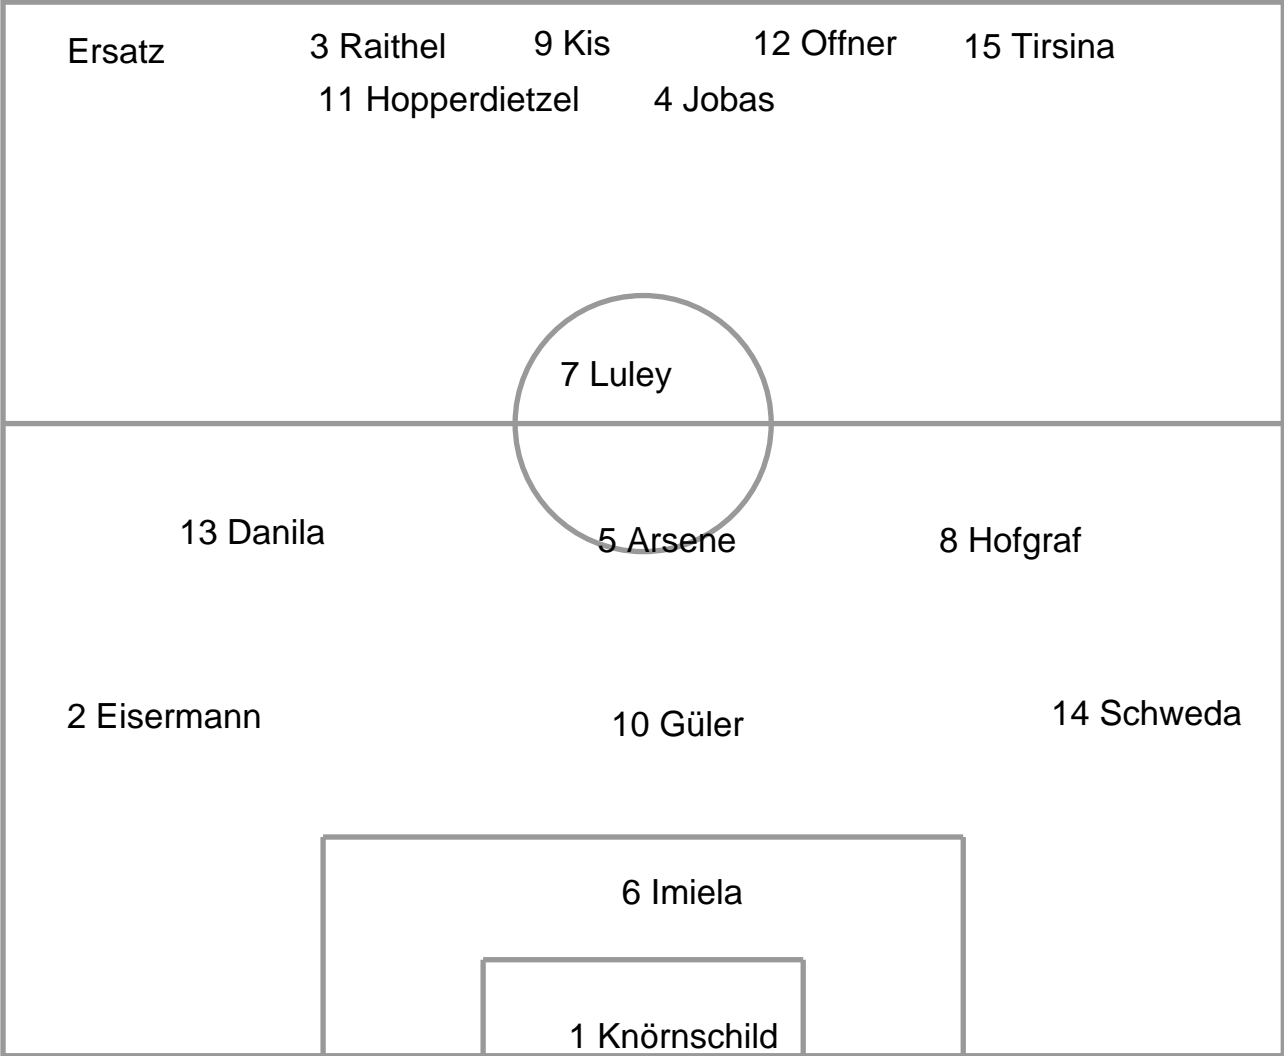 Ersatz 3 Raithel 9 Kis 12 Offner 15 Tirsina
11 Hopperdietzel 4 Jobas
7 Luley
13 Danila 5 Arsene 8 Hofgraf
2 Eisermann 10 Güler 14 Schweda
6 Imiela
1 Knörnschild